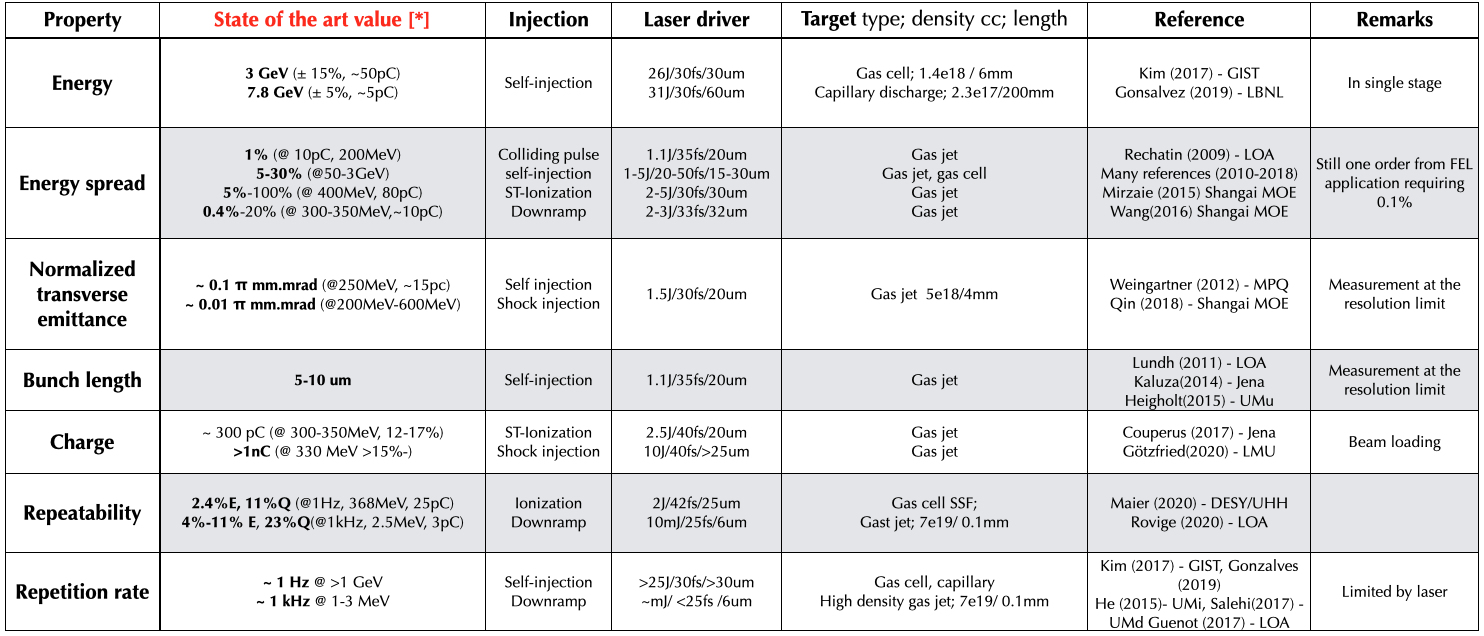 Property
State of the art value [*]
Injection
Laser driver
Target type; density cc; length
Reference
Remarks
Energy
3 GeV (± 15%, ~50pC)
7.8 GeV (± 5%, ~5pC)
Self-injection
26J/30fs/30um
31J/30fs/60um
Gas cell; 1.4e18 / 6mm
Capillary discharge; 2.3e17/200mm
Kim (2017) - GIST
Gonsalvez (2019) - LBNL
In single stage
Energy spread
1% (@ 10pC, 200MeV)
5-30% (@50-3GeV)
5%-100% (@ 400MeV, 80pC)
0.4%-20% (@ 300-350MeV,~10pC)
Colliding pulse
self-injection
ST-Ionization
Downramp
1.1J/35fs/20um
1-5J/20-50fs/15-30um
2-5J/30fs/30um
2-3J/33fs/32um
Gas jet
Gas jet, gas cell
Gas jet
Gas jet
Rechatin (2009) - LOA
Many references (2010-2018)
Mirzaie (2015) Shangai MOE
Wang(2016) Shangai MOE
Still one order from FEL
application requiring
0.1%
Normalized
transverse
emittance
~ 0.1 π mm.mrad (@250MeV, ~15pc)
~ 0.01 π mm.mrad (@200MeV-600MeV)
Self injection
Shock injection
1.5J/30fs/20um
Gas jet 5e18/4mm
Weingartner (2012) - MPQ
Qin (2018) - Shangai MOE
Measurement at the
resolution limit
Bunch length
5-10 um
Self-injection
1.1J/35fs/20um
Gas jet
Lundh (2011) - LOA
Kaluza(2014) - Jena
Heigholt(2015) - UMu
Measurement at the
resolution limit
Charge
~ 300 pC (@ 300-350MeV, 12-17%)
>1nC (@ 330 MeV >15%-)
ST-Ionization
Shock injection
2.5J/40fs/20um
10J/40fs/>25um
Gas jet
Gas jet
Couperus (2017) - Jena
Götzfried(2020) - LMU
Beam loading
Repeatability
2.4%E, 11%Q (@1Hz, 368MeV, 25pC)
4%-11% E, 23%Q(@1kHz, 2.5MeV, 3pC)
Ionization
Downramp
2J/42fs/25um
10mJ/25fs/6um
Gas cell SSF;
Gast jet; 7e19/ 0.1mm
Maier (2020) - DESY/UHH
Rovige (2020) - LOA
Repetition rate
~ 1 Hz @ >1 GeV
~ 1 kHz @ 1-3 MeV
Self-injection
Downramp
>25J/30fs/>30um
~mJ/ <25fs /6um
Gas cell, capillary
High density gas jet; 7e19/ 0.1mm
Kim (2017) - GIST, Gonzalves
(2019)
He (2015)- UMi, Salehi(2017) -
UMd Guenot (2017) - LOA
Limited by laser